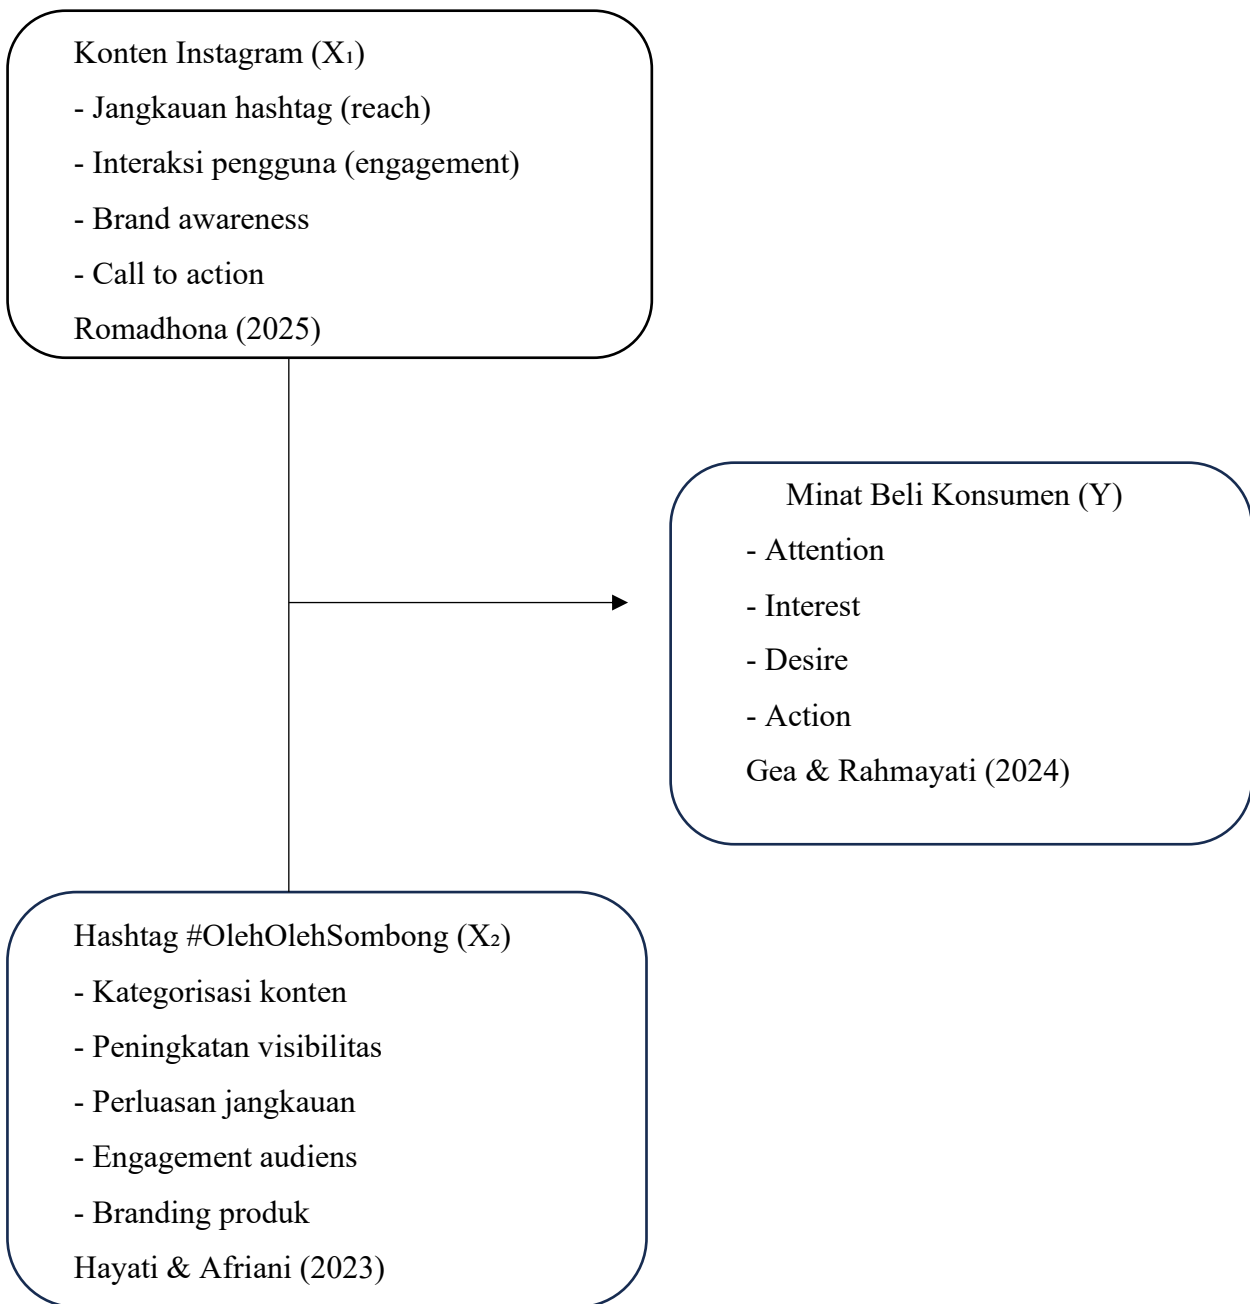 Konten Instagram (X₁)
- Jangkauan hashtag (reach)
- Interaksi pengguna (engagement)
- Brand awareness
- Call to action
Romadhona (2025)
Minat Beli Konsumen (Y)
- Attention
- Interest
- Desire
- Action
Gea & Rahmayati (2024)
Hashtag #OlehOlehSombong (X₂)
- Kategorisasi konten
- Peningkatan visibilitas
- Perluasan jangkauan
- Engagement audiens
- Branding produk
Hayati & Afriani (2023)